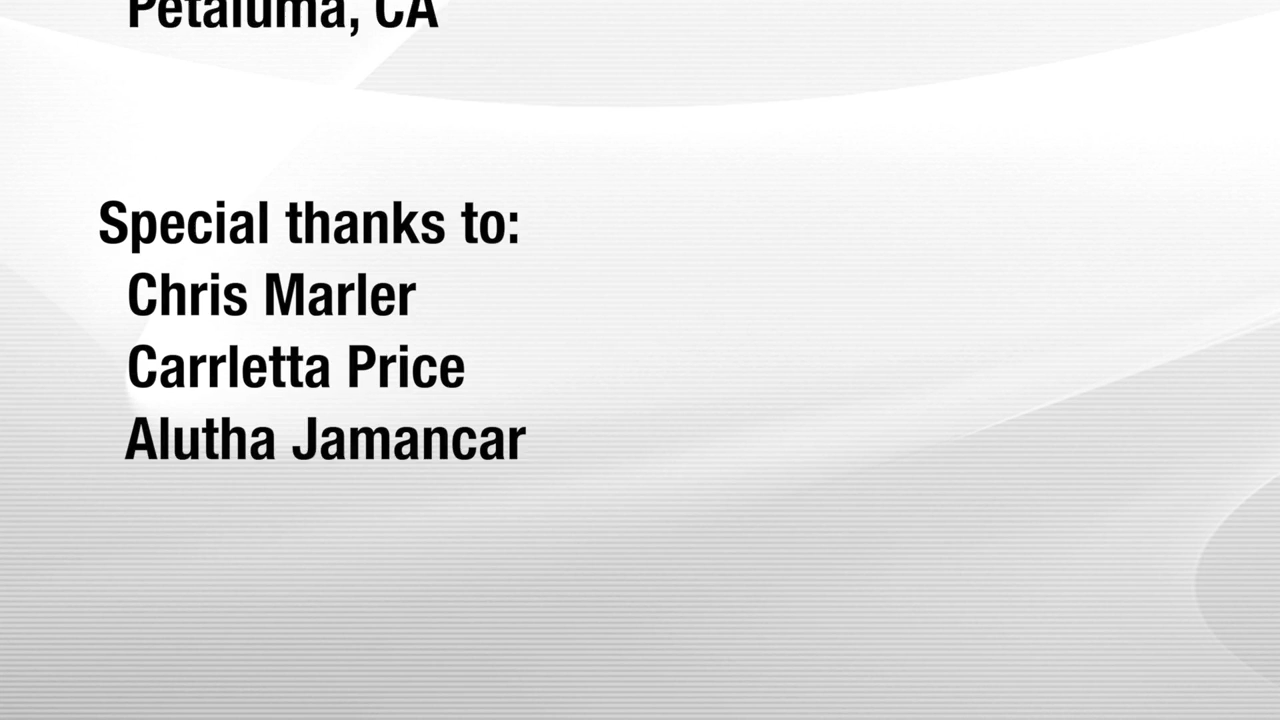 Petaluma, CA
Special thanks to:
Chris Marler
Carrletta Price
Alutha Jamancar